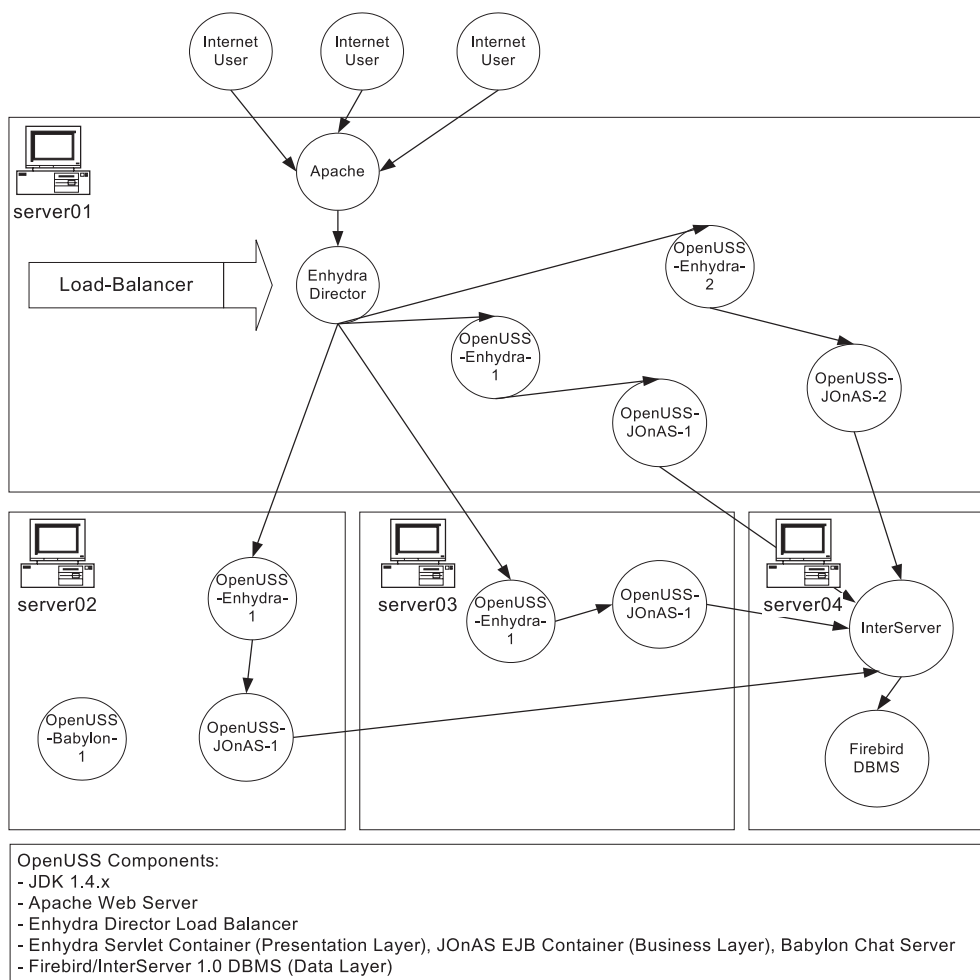 Internet
User
Internet
User
Internet
User
Apache
server01
Load-Balancer
Enhydra
Director
OpenUSS
-Enhydra-
2
OpenUSS
-Enhydra-
1
OpenUSS-
JOnAS-2
OpenUSS-
JOnAS-1
server02
OpenUSS
-Enhydra-
1
OpenUSS
-Babylon-
1
OpenUSS-
JOnAS-1
server03
OpenUSS
-Enhydra-
1
OpenUSS-
JOnAS-1
server04
InterServer
Firebird
DBMS
OpenUSS Components:
- JDK 1.4.x
- Apache Web Server
- Enhydra Director Load Balancer
- Enhydra Servlet Container (Presentation Layer), JOnAS EJB Container (Business Layer), Babylon Chat Server
- Firebird/InterServer 1.0 DBMS (Data Layer)